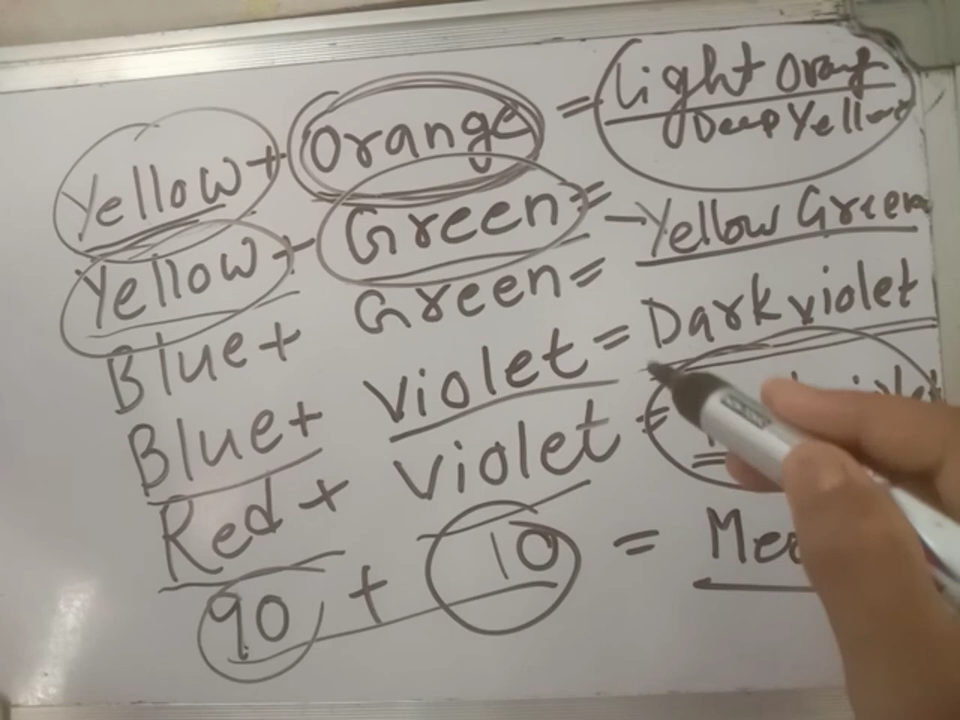 Yellow + Orange = Light Orang
Deep Yellow
Yellow + Green = Yellow Green
Blue + Green = Dark violet
Blue + Violet =
Red + Violet =
90 + 10 =